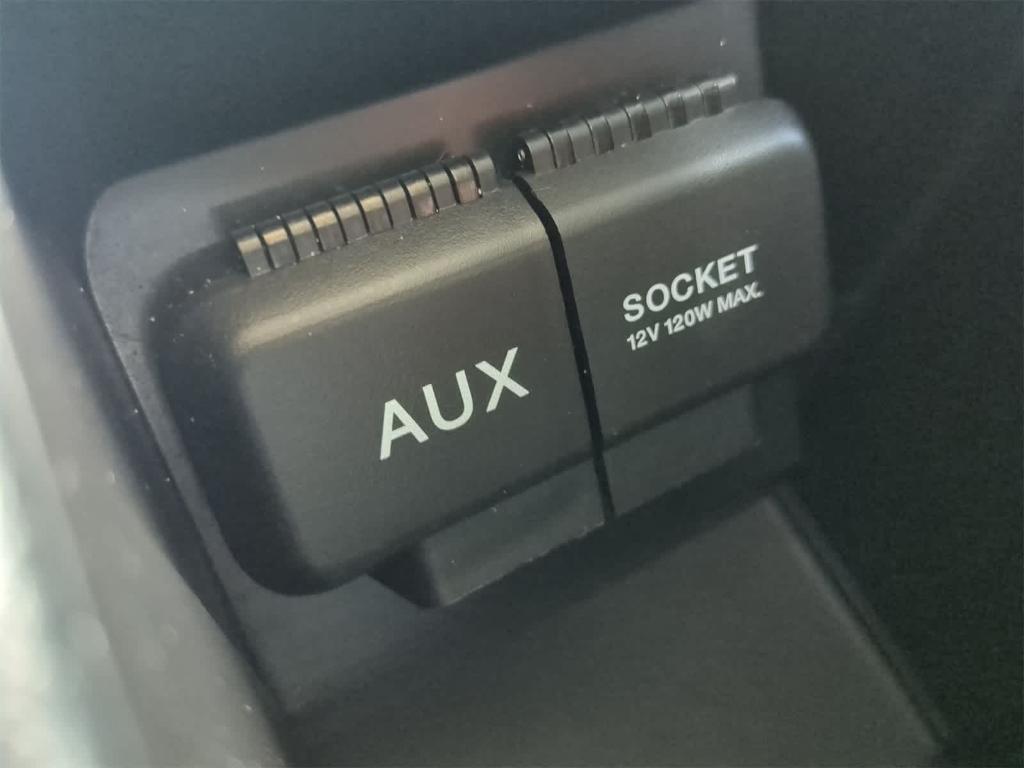 AUX
SOCKET
12V 120W MAX.